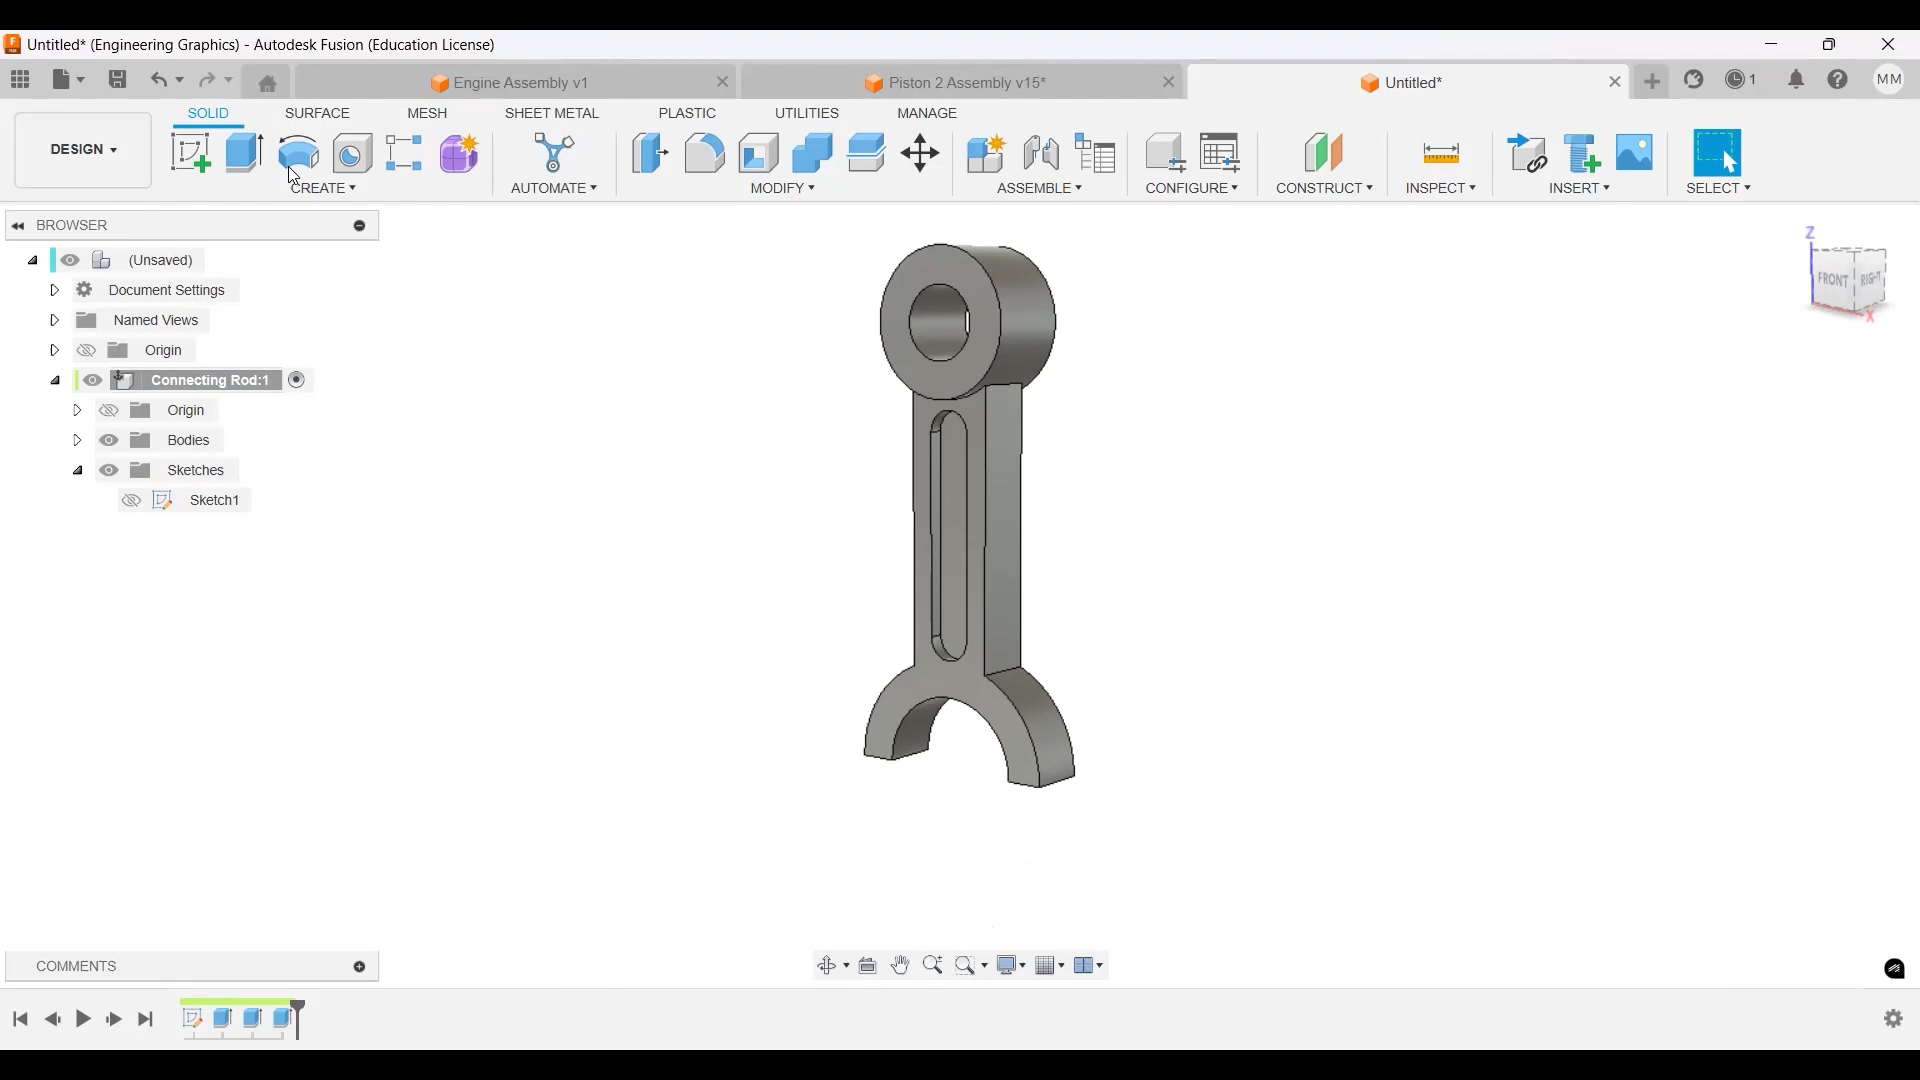 Untitled* (Engineering Graphics) - Autodesk Fusion (Education License)
Engine Assembly v1
Piston 2 Assembly v15*
Untitled*
1
MM
DESIGN
SOLID
SURFACE
MESH
SHEET METAL
PLASTIC
UTILITIES
MANAGE
CREATE
AUTOMATE
MODIFY
ASSEMBLE
CONFIGURE
CONSTRUCT
INSPECT
INSERT
SELECT
BROWSER
(Unsaved)
Document Settings
Named Views
Origin
Connecting Rod:1
Origin
Bodies
Sketches
Sketch1
Z
FRONT
RIGHT
X
COMMENTS